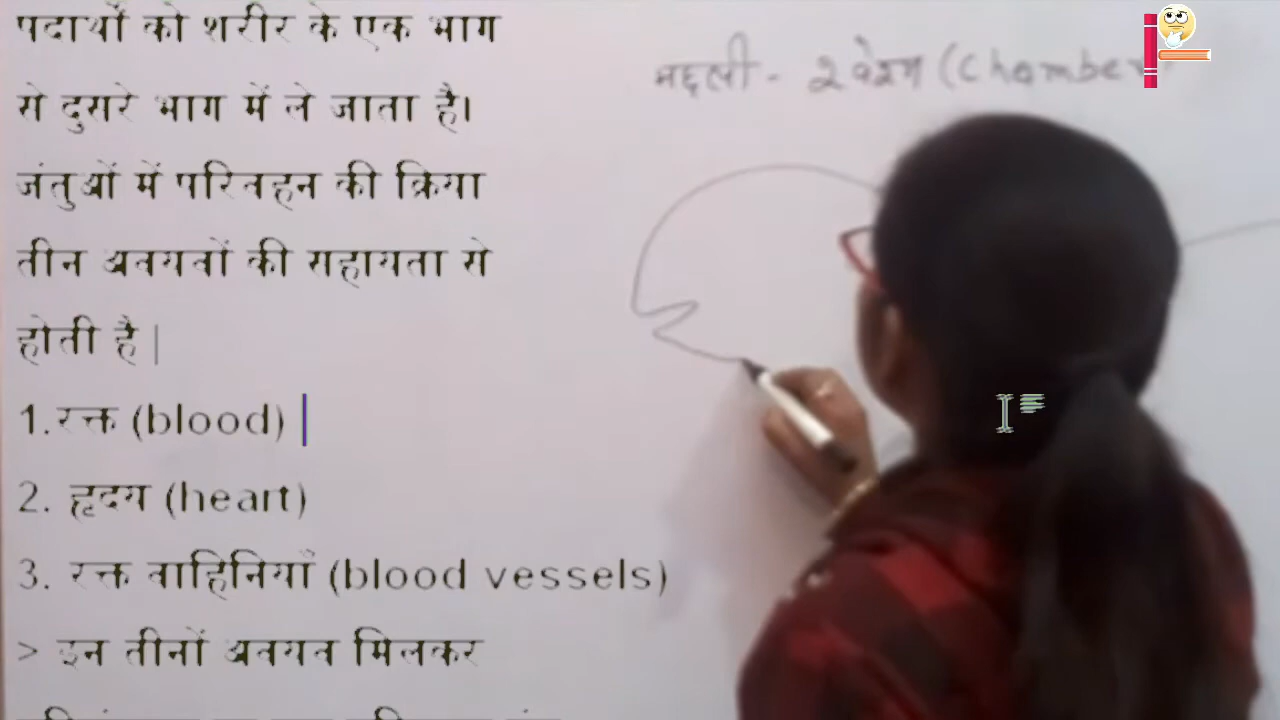 पदार्थों को शरीर के एक भाग
से दुसरे भाग में ले जाता है।
जंतुओं में परिवहन की क्रिया
तीन अवयवों की सहायता से
होती है |
1.रक्त (blood)
2. हृदय (heart)
3. रक्त वाहिनियाँ (blood vessels)
> इन तीनों अवयव मिलकर
मछली - 2 वेश्म (Chamber)